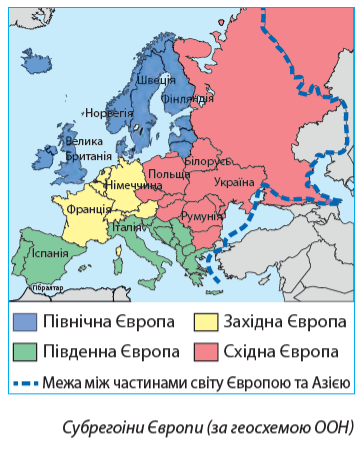 Швеція
Фінляндія
Норвегія
Велика
Британія
Білорусь
Польща
Німеччина
Україна
Франція
Румунія
Італія
Іспанія
Гібралтар
Північна Європа
Західна Європа
Південна Європа
Східна Європа
Межа між частинами світу Європою та Азією
Субрегоіни Європи (за геосхемою ООН)